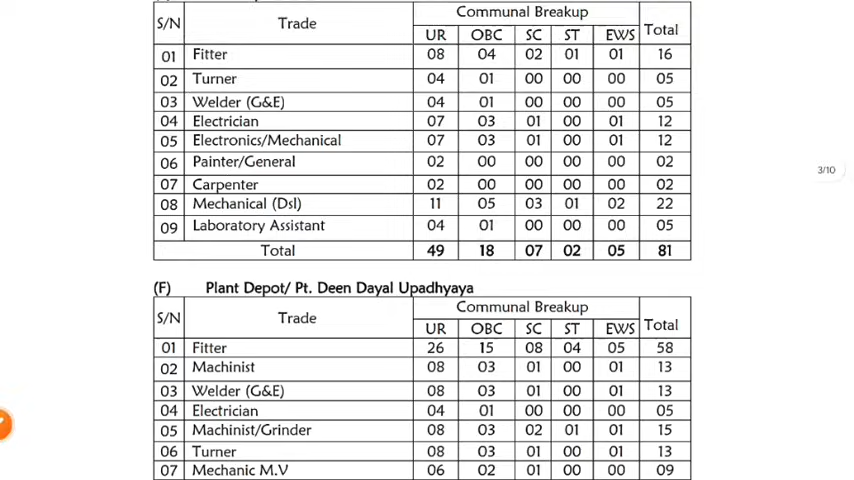 Communal Breakup
S/N Trade Total
UR OBC SC ST EWS
01 Fitter 08 04 02 01 01 16
02 Turner 04 01 00 00 00 05
03 Welder (G&E) 04 01 00 00 00 05
04 Electrician 07 03 01 00 01 12
05 Electronics/Mechanical 07 03 01 00 01 12
06 Painter/General 02 00 00 00 00 02
07 Carpenter 02 00 00 00 00 02
08 Mechanical (Dsl) 11 05 03 01 02 22
09 Laboratory Assistant 04 01 00 00 00 05
Total 49 18 07 02 05 81
3/10
(F) Plant Depot/ Pt. Deen Dayal Upadhyaya
Communal Breakup
S/N Trade Total
UR OBC SC ST EWS
01 Fitter 26 15 08 04 05 58
02 Machinist 08 03 01 00 01 13
03 Welder (G&E) 08 03 01 00 01 13
04 Electrician 04 01 00 00 00 05
05 Machinist/Grinder 08 03 02 01 01 15
06 Turner 08 03 01 00 01 13
07 Mechanic M.V 06 02 01 00 00 09